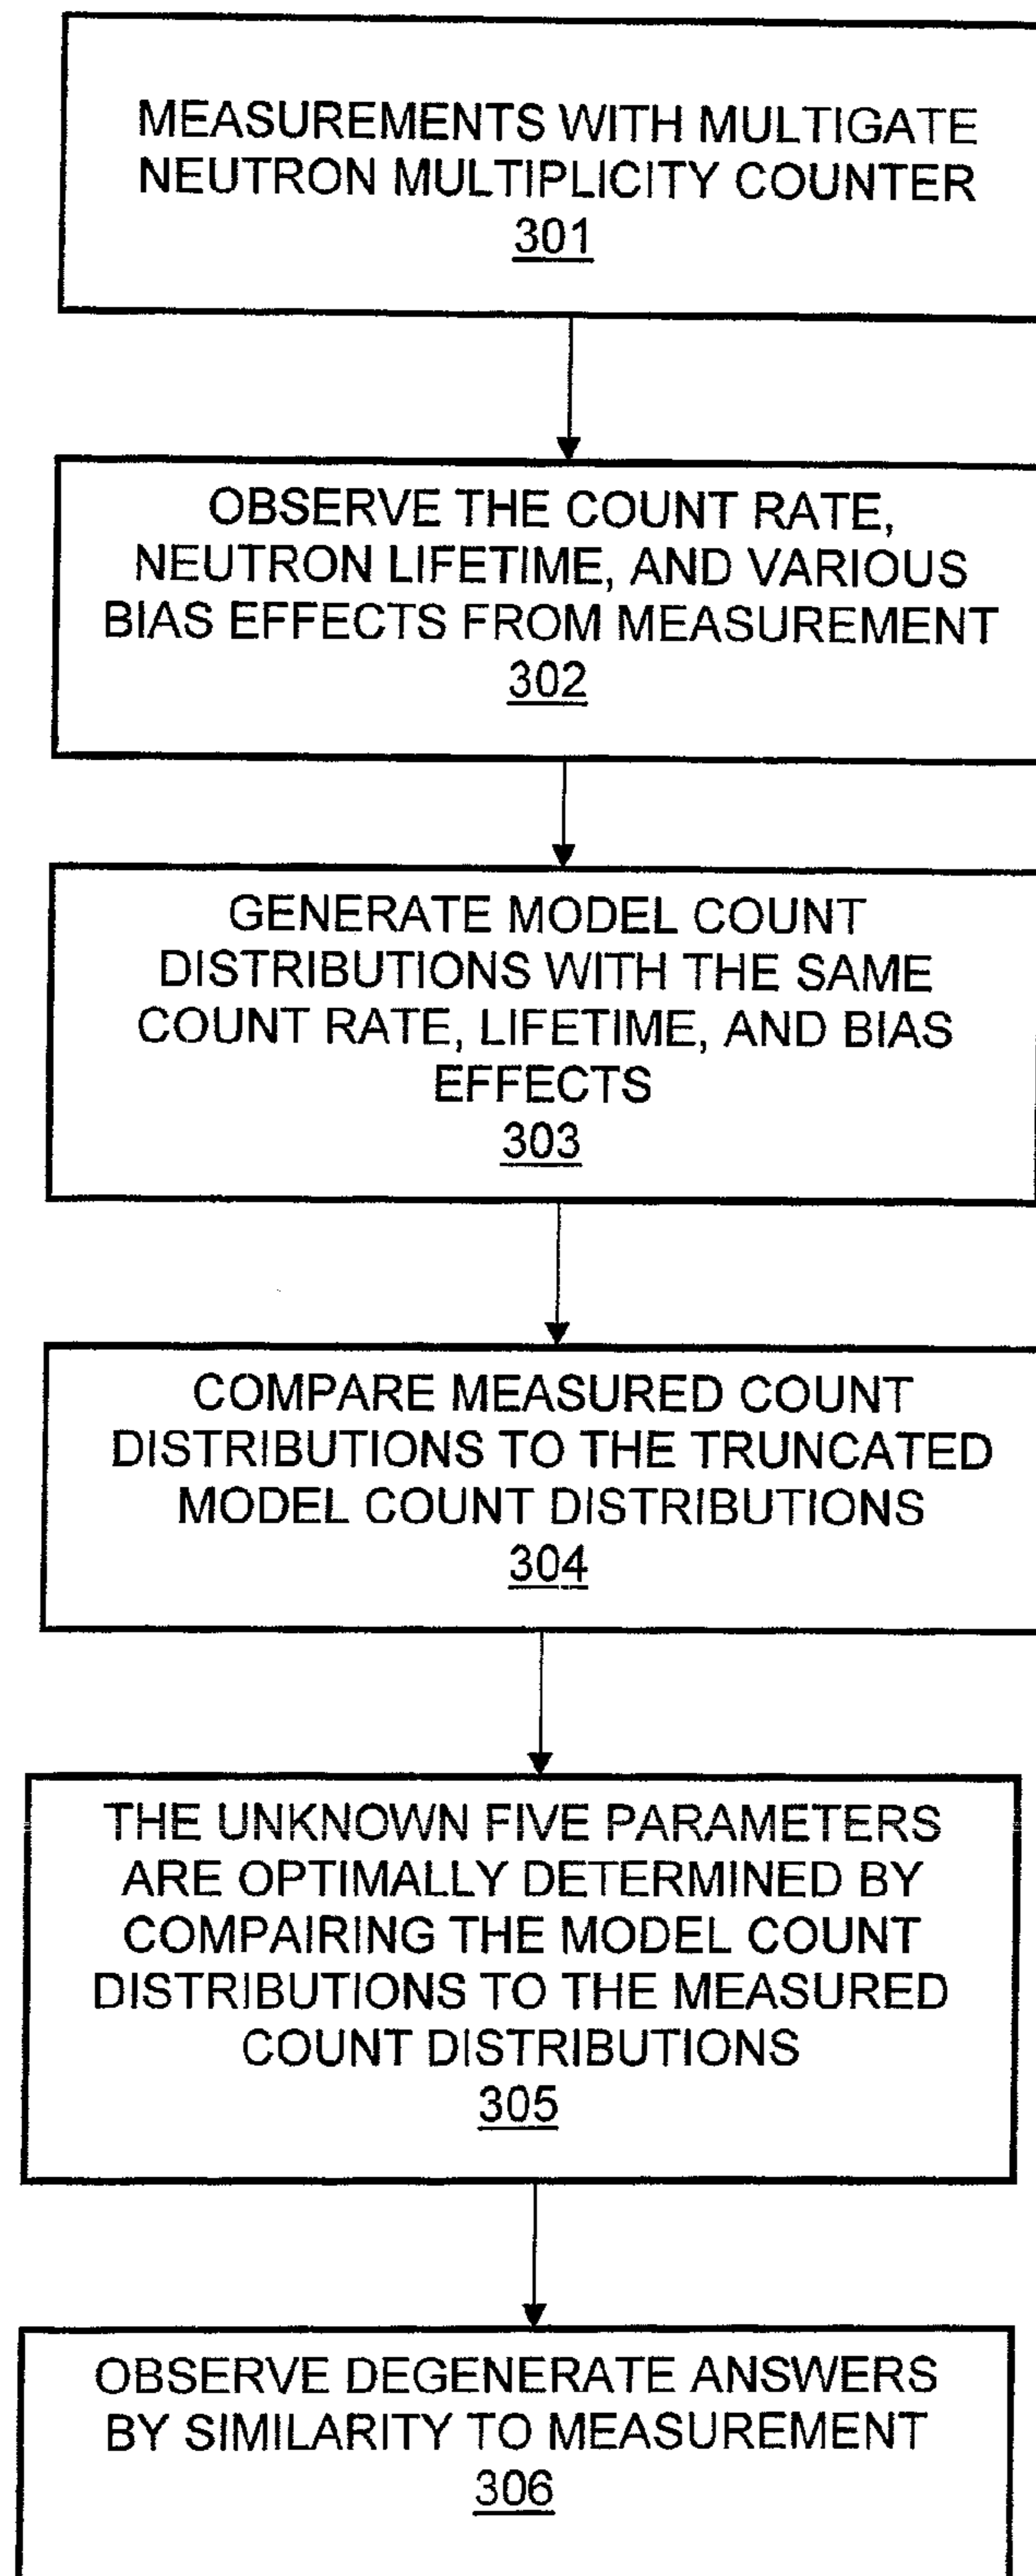 MEASUREMENTS WITH MULTIGATE
NEUTRON MULTIPLICITY COUNTER
301
OBSERVE THE COUNT RATE,
NEUTRON LIFETIME, AND VARIOUS
BIAS EFFECTS FROM MEASUREMENT
302
GENERATE MODEL COUNT
DISTRIBUTIONS WITH THE SAME
COUNT RATE, LIFETIME, AND BIAS
EFFECTS
303
COMPARE MEASURED COUNT
DISTRIBUTIONS TO THE TRUNCATED
MODEL COUNT DISTRIBUTIONS
304
THE UNKNOWN FIVE PARAMETERS
ARE OPTIMALLY DETERMINED BY
COMPAIRING THE MODEL COUNT
DISTRIBUTIONS TO THE MEASURED
COUNT DISTRIBUTIONS
305
OBSERVE DEGENERATE ANSWERS
BY SIMILARITY TO MEASUREMENT
306